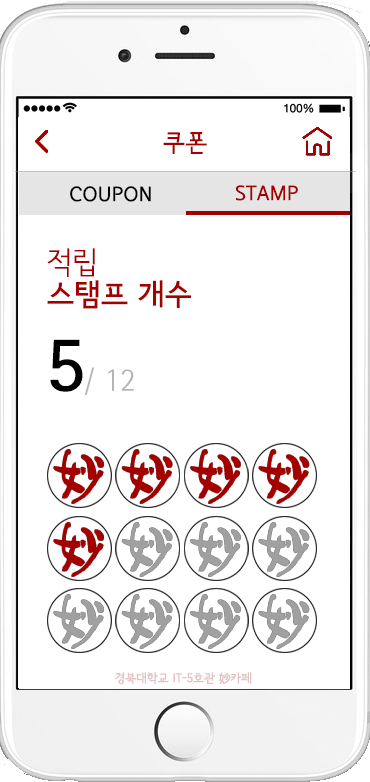 100%
쿠폰
COUPON STAMP
적립
스탬프 개수
5/ 12
妙 妙 妙 妙
妙 妙 妙 妙
妙 妙 妙 妙
경북대학교 IT-5호관 妙카페